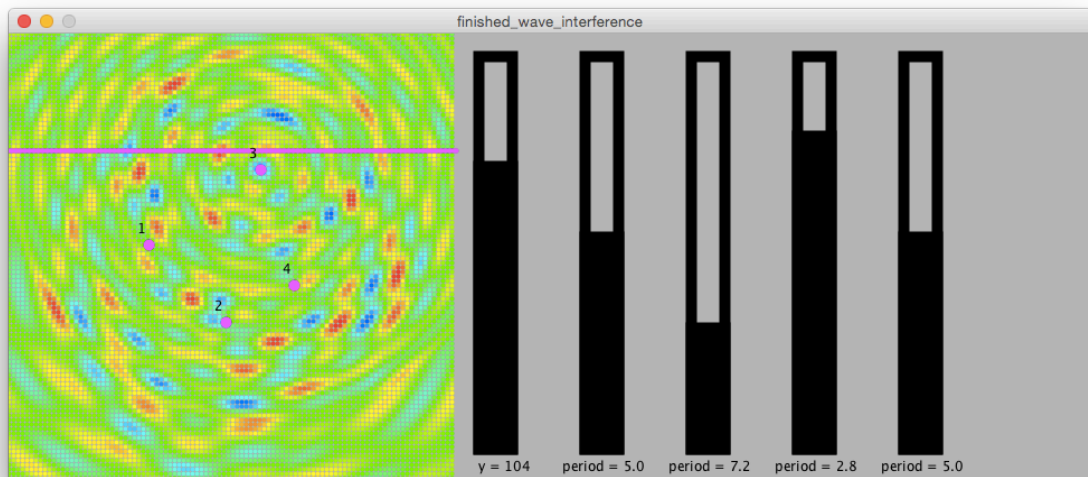 finished_wave_interference
3
1
4
2
y = 104
period = 5.0
period = 7.2
period = 2.8
period = 5.0